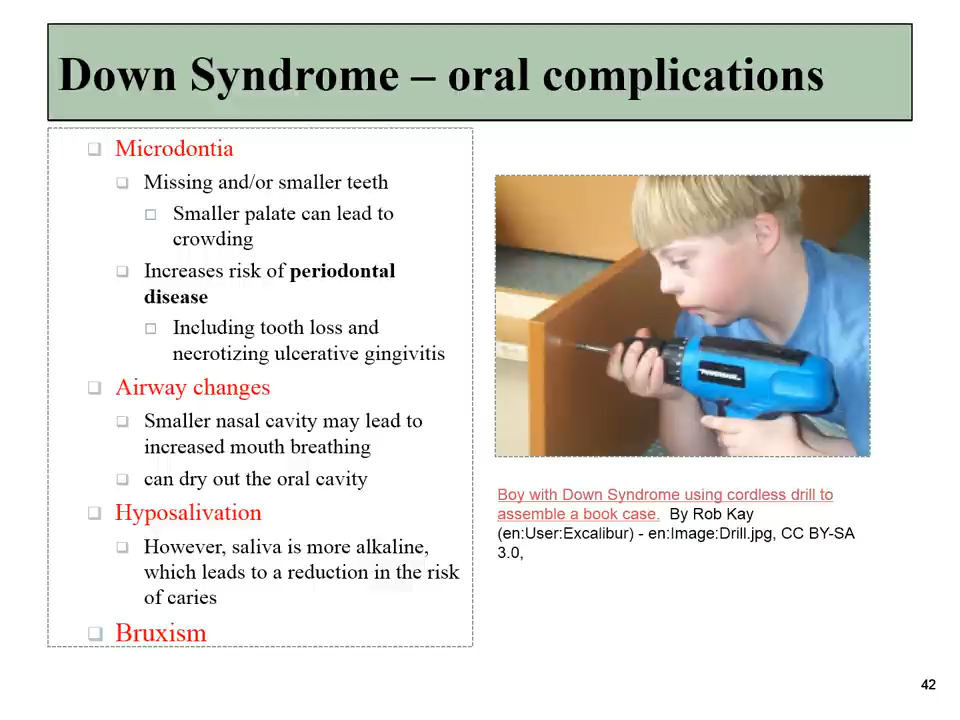 Down Syndrome – oral complications
Microdontia
Missing and/or smaller teeth
Smaller palate can lead to
crowding
Increases risk of periodontal
disease
Including tooth loss and
necrotizing ulcerative gingivitis
Airway changes
Smaller nasal cavity may lead to
increased mouth breathing
can dry out the oral cavity
Hyposalivation
However, saliva is more alkaline,
which leads to a reduction in the risk
of caries
Bruxism
Boy with Down Syndrome using cordless drill to
assemble a book case. By Rob Kay
(en:User:Excalibur) - en:Image:Drill.jpg, CC BY-SA
3.0,
42